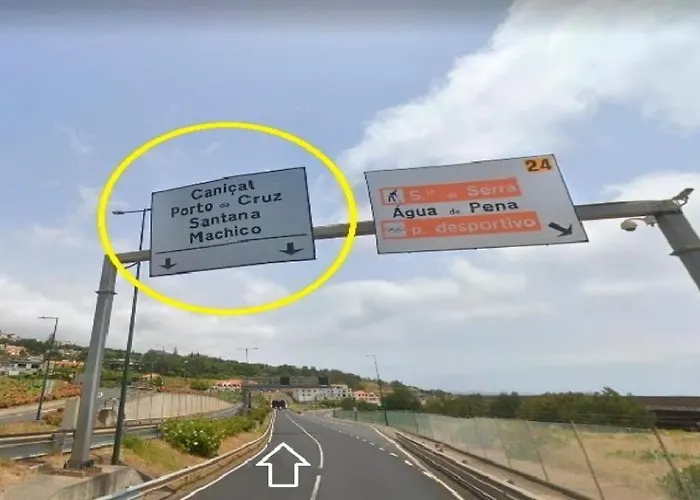 Caniçal
Porto da Cruz
Santana
Machico
24
S.to da Serra
Água de Pena
p. desportivo